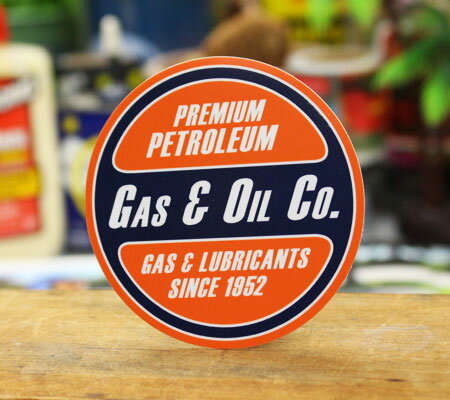 PREMIUM
PETROLEUM
GAS & OIL CO.
GAS & LUBRICANTS
SINCE 1952